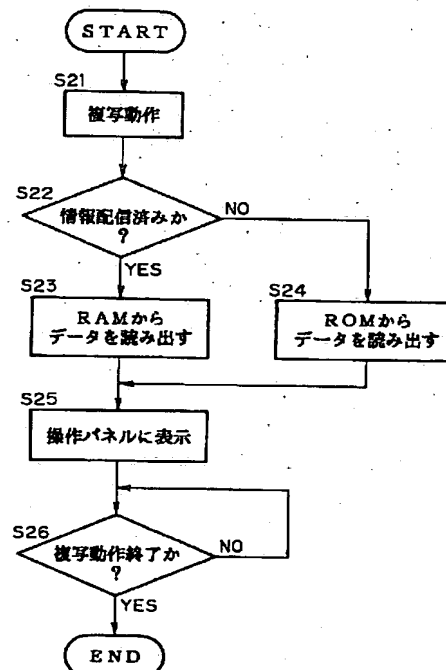 START
S21
複写動作
S22
情報配信済みか
?
NO
YES
S23
RAMから
データを読み出す
S24
ROMから
データを読み出す
S25
操作パネルに表示
S26
複写動作終了か
?
NO
YES
END